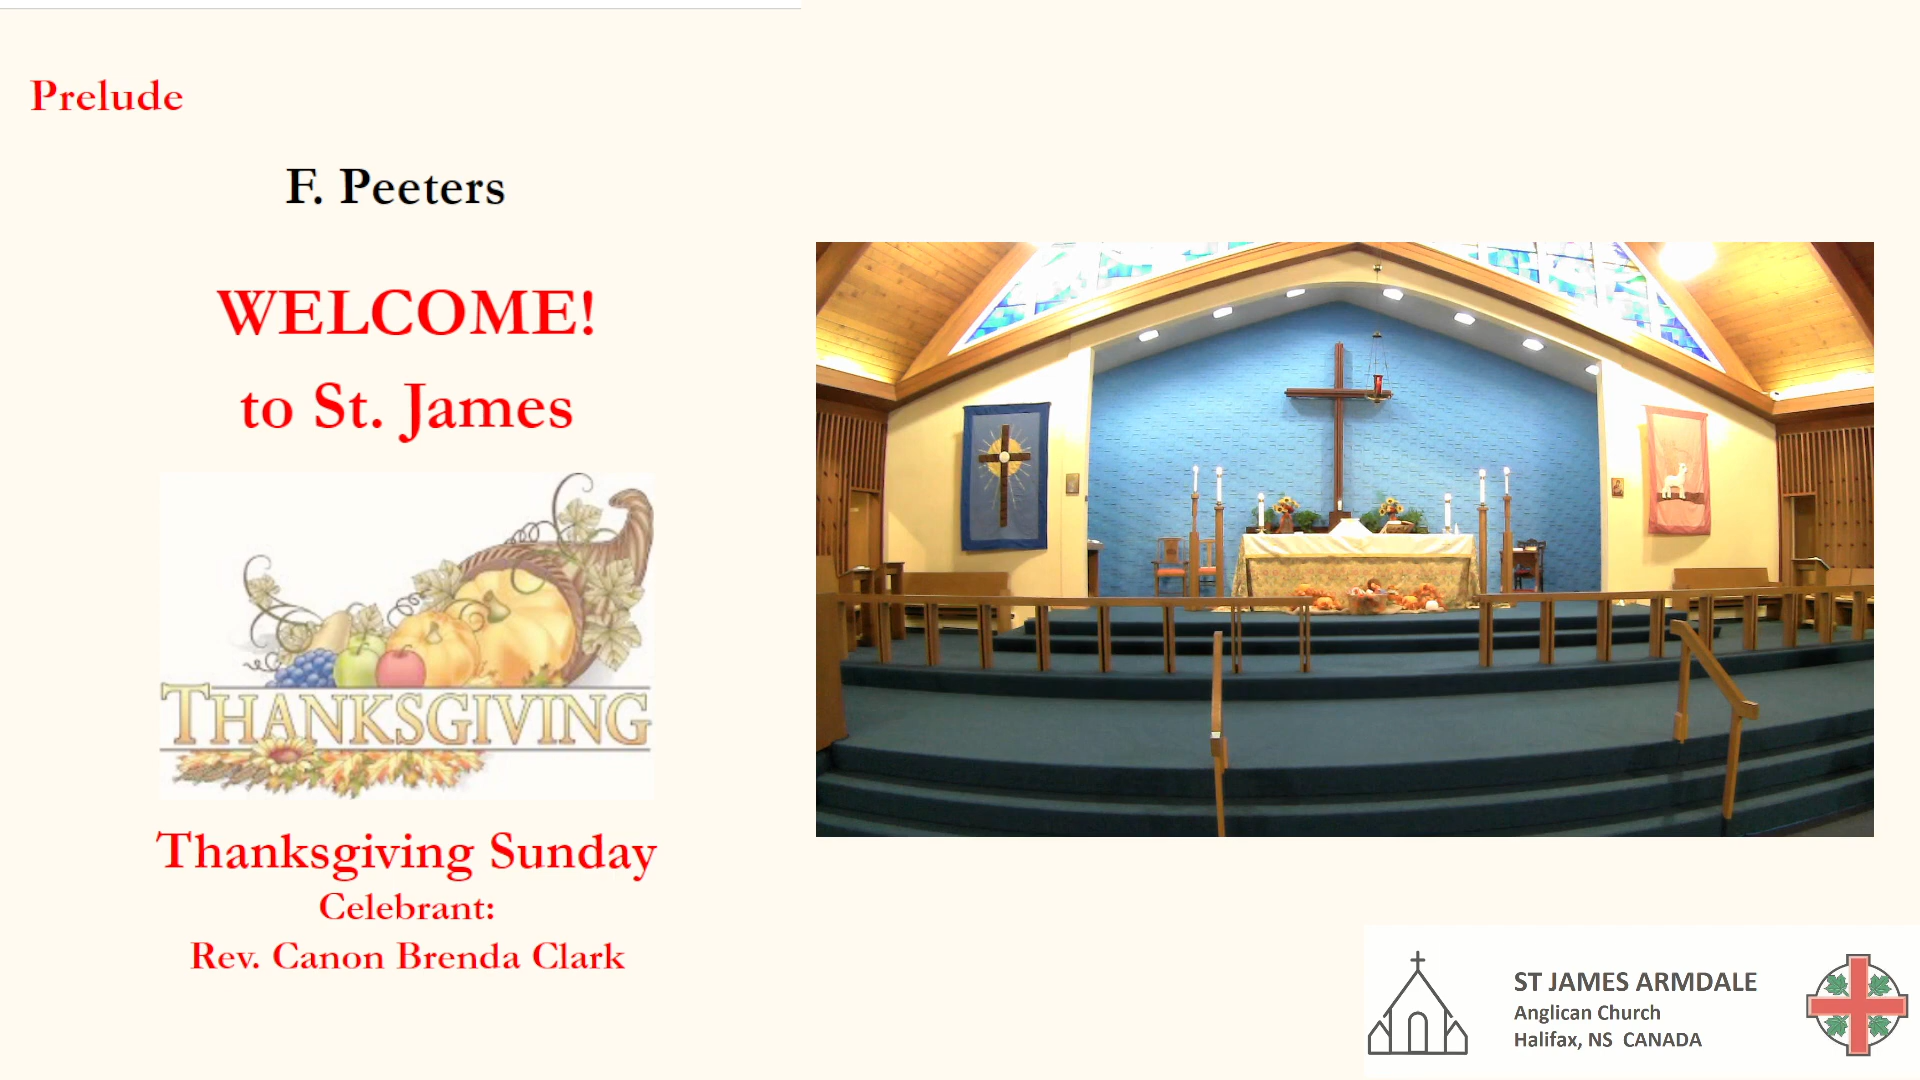 Prelude
F. Peeters
WELCOME!
to St. James
THANKSGIVING
Thanksgiving Sunday
Celebrant:
Rev. Canon Brenda Clark
ST JAMES ARMDALE
Anglican Church
Halifax, NS CANADA